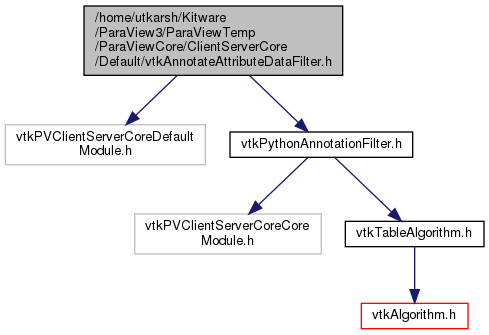 /home/utkarsh/Kitware
/ParaView3/ParaViewTemp
/ParaViewCore/ClientServerCore
/Default/vtkAnnotateAttributeDataFilter.h
vtkPVClientServerCoreDefault
Module.h
vtkPythonAnnotationFilter.h
vtkPVClientServerCoreCore
Module.h
vtkTableAlgorithm.h
vtkAlgorithm.h